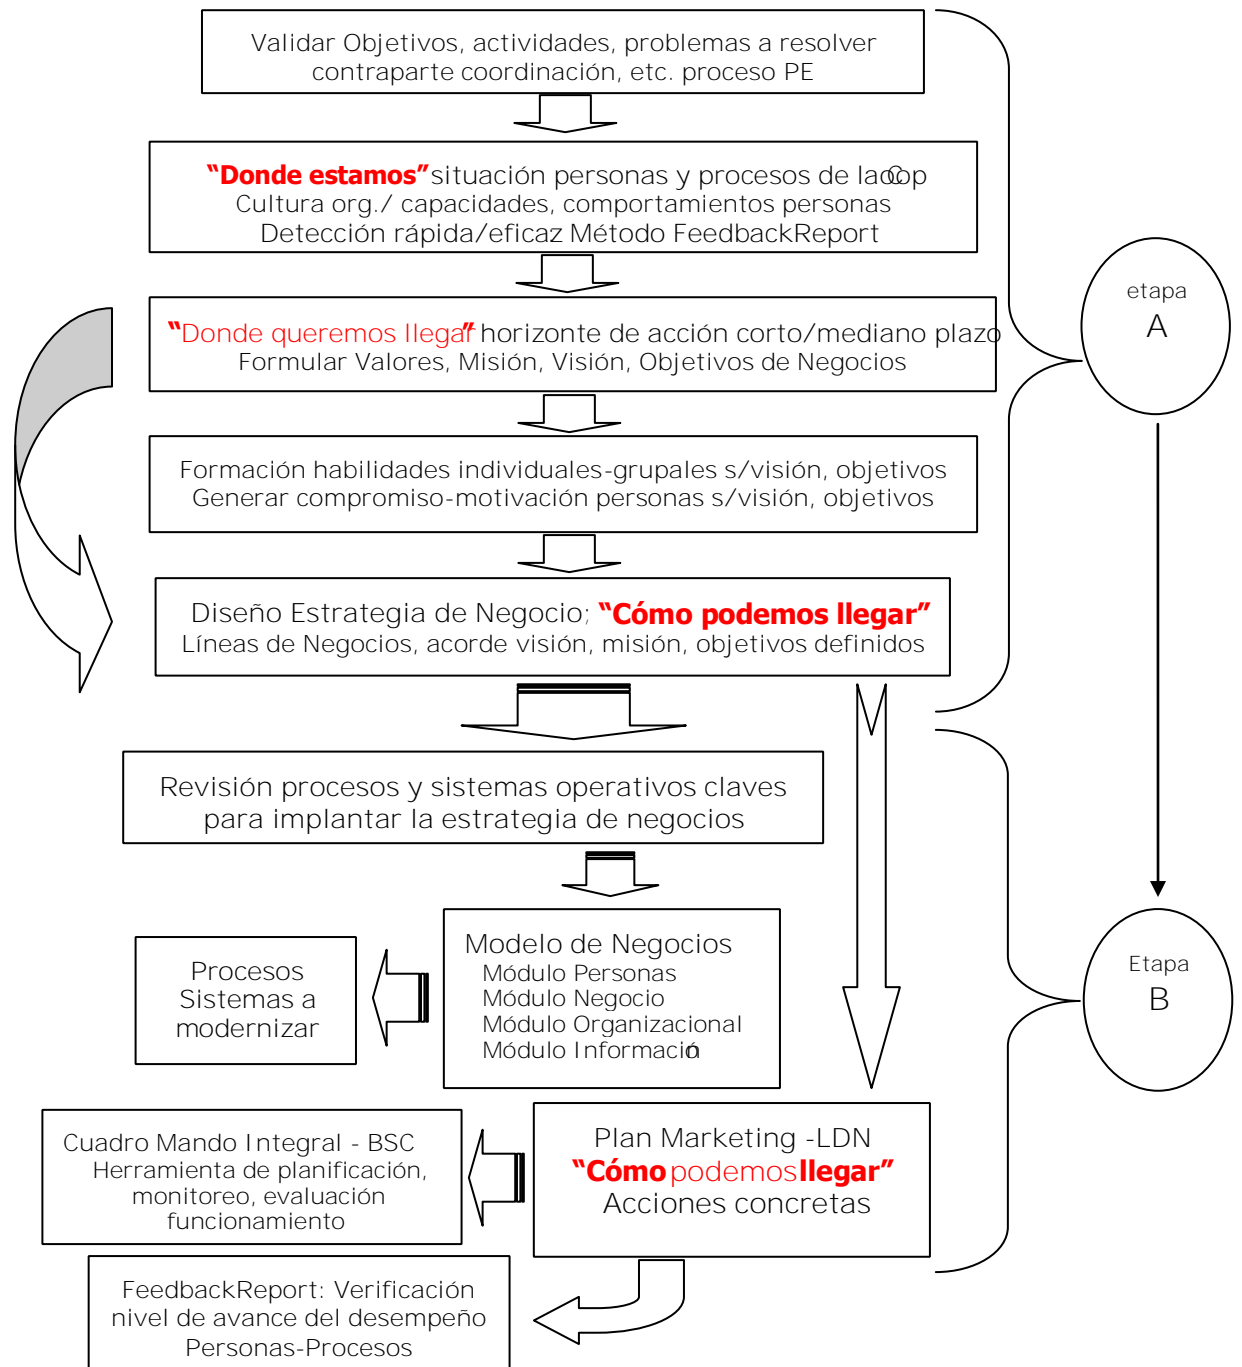 Validar Objetivos, actividades, problemas a resolver
contraparte coordinación, etc. proceso PE
“Donde estamos” situación personas y procesos de la Coop
Cultura org./ capacidades, comportamientos personas
Detección rápida/eficaz Método FeedbackReport
“Donde queremos llegar” horizonte de acción corto/mediano plazo
Formular Valores, Misión, Visión, Objetivos de Negocios
Formación habilidades individuales-grupales s/visión, objetivos
Generar compromiso-motivación personas s/visión, objetivos
Diseño Estrategia de Negocio; “Cómo podemos llegar”
Líneas de Negocios, acorde visión, misión, objetivos definidos
etapa
A
Revisión procesos y sistemas operativos claves
para implantar la estrategia de negocios
Modelo de Negocios
Módulo Personas
Módulo Negocio
Módulo Organizacional
Módulo Información
Procesos
Sistemas a
modernizar
Etapa
B
Plan Marketing -LDN
“Cómo podemos llegar”
Acciones concretas
Cuadro Mando Integral - BSC
Herramienta de planificación,
monitoreo, evaluación
funcionamiento
FeedbackReport: Verificación
nivel de avance del desempeño
Personas-Procesos